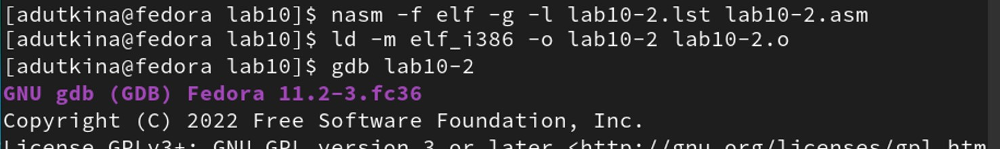 [adutkina@fedora lab10]$ nasm -f elf -g -l lab10-2.lst lab10-2.asm
[adutkina@fedora lab10]$ ld -m elf_i386 -o lab10-2 lab10-2.o
[adutkina@fedora lab10]$ gdb lab10-2
GNU gdb (GDB) Fedora 11.2-3.fc36
Copyright (C) 2022 Free Software Foundation, Inc.
License GPLv3+: GNU GPL version 3 or later <http://gnu.org/licenses/gpl.htm